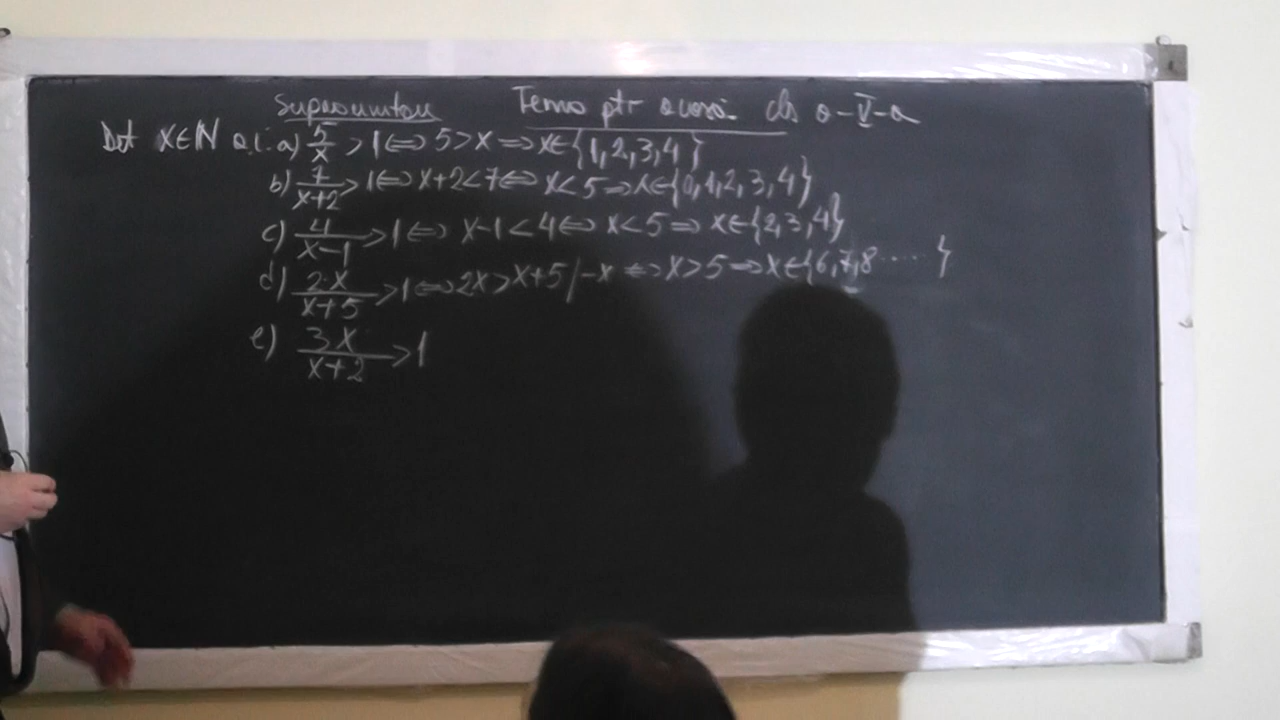 Supraunitare Temă ptr acasă cls a-V-a
Det x∈ℕ a.i. a) 5/x > 1 ⇔ 5 > x ⇒ x∈{1,2,3,4}
b) 7/(x+2) > 1 ⇔ x+2 < 7 ⇔ x < 5 ⇒ x∈{0,1,2,3,4}
c) 4/(x-1) > 1 ⇔ x-1 < 4 ⇔ x < 5 ⇒ x∈{2,3,4}
d) 2·x/(x+5) > 1 ⇔ 2x > x+5 /-x ⇔ x > 5 ⇒ x∈{6,7,8.....}
e) 3x/(x+2) > 1